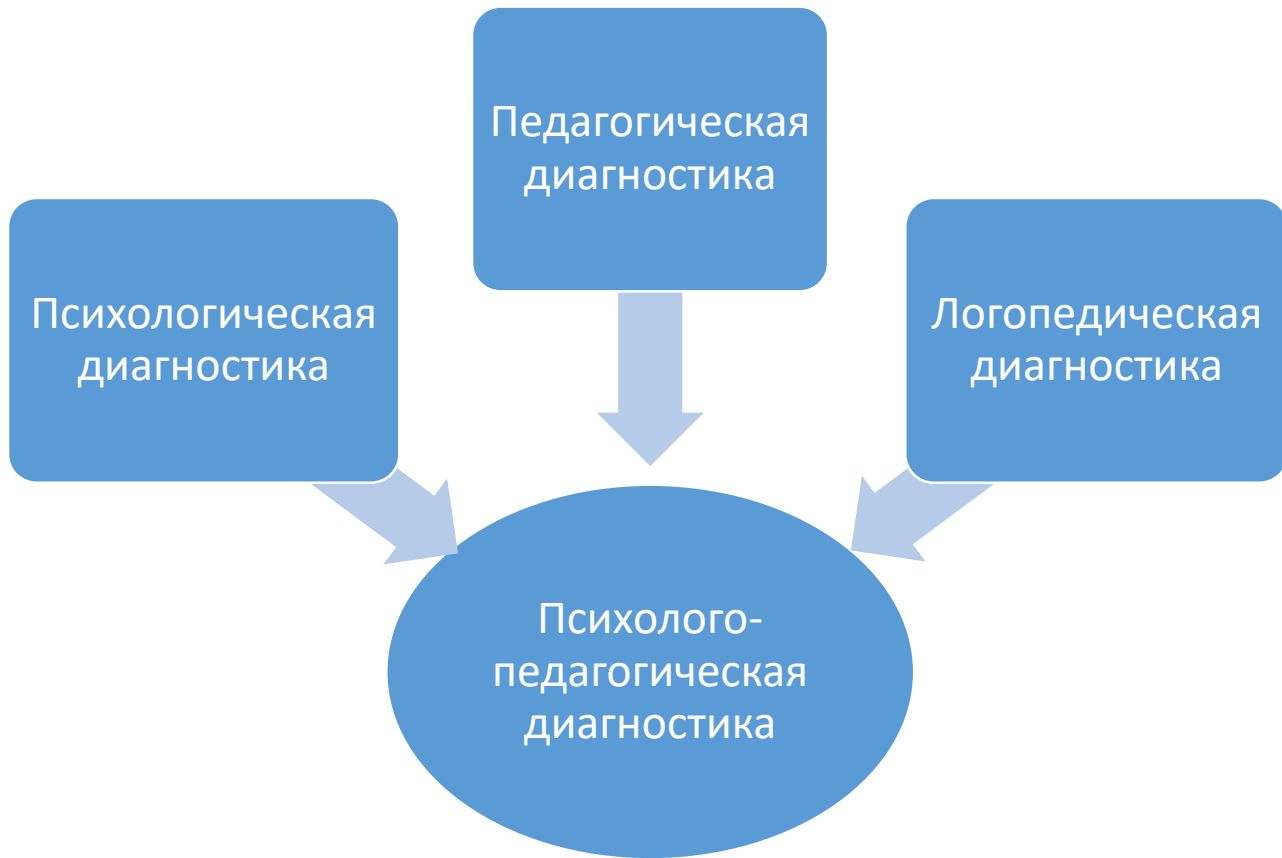 Педагогическая
диагностика
Психологическая
диагностика
Логопедическая
диагностика
Психолого-
педагогическая
диагностика